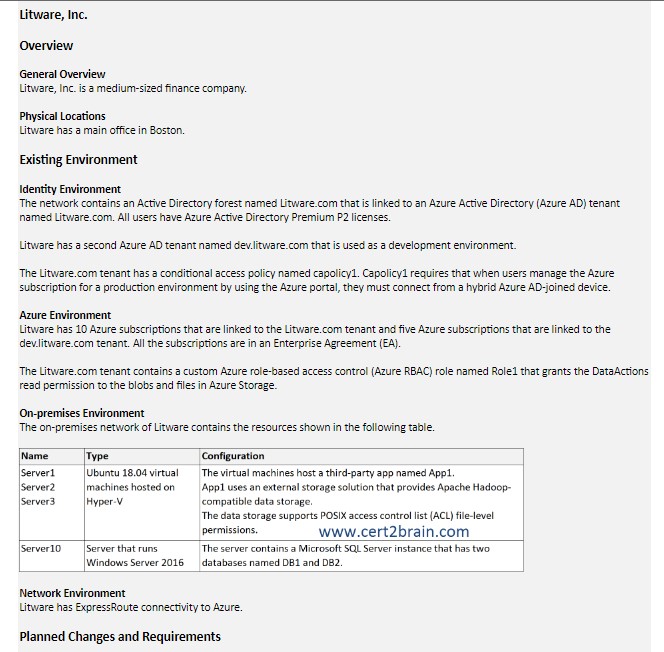 Litware, Inc.
Overview
General Overview
Litware, Inc. is a medium-sized finance company.
Physical Locations
Litware has a main office in Boston.
Existing Environment
Identity Environment
The network contains an Active Directory forest named Litware.com that is linked to an Azure Active Directory (Azure AD) tenant
named Litware.com. All users have Azure Active Directory Premium P2 licenses.
Litware has a second Azure AD tenant named dev.litware.com that is used as a development environment.
The Litware.com tenant has a conditional access policy named capolicy1. Capolicy1 requires that when users manage the Azure
subscription for a production environment by using the Azure portal, they must connect from a hybrid Azure AD-joined device.
Azure Environment
Litware has 10 Azure subscriptions that are linked to the Litware.com tenant and five Azure subscriptions that are linked to the
dev.litware.com tenant. All the subscriptions are in an Enterprise Agreement (EA).
The Litware.com tenant contains a custom Azure role-based access control (Azure RBAC) role named Role1 that grants the DataActions
read permission to the blobs and files in Azure Storage.
On-premises Environment
The on-premises network of Litware contains the resources shown in the following table.
Name Type Configuration
Server1 Ubuntu 18.04 virtual The virtual machines host a third-party app named App1.
Server2 machines hosted on App1 uses an external storage solution that provides Apache Hadoop-
Server3 Hyper-V compatible data storage.
The data storage supports POSIX access control list (ACL) file-level
permissions. www.cert2brain.com
Server10 Server that runs The server contains a Microsoft SQL Server instance that has two
Windows Server 2016 databases named DB1 and DB2.
Network Environment
Litware has ExpressRoute connectivity to Azure.
Planned Changes and Requirements